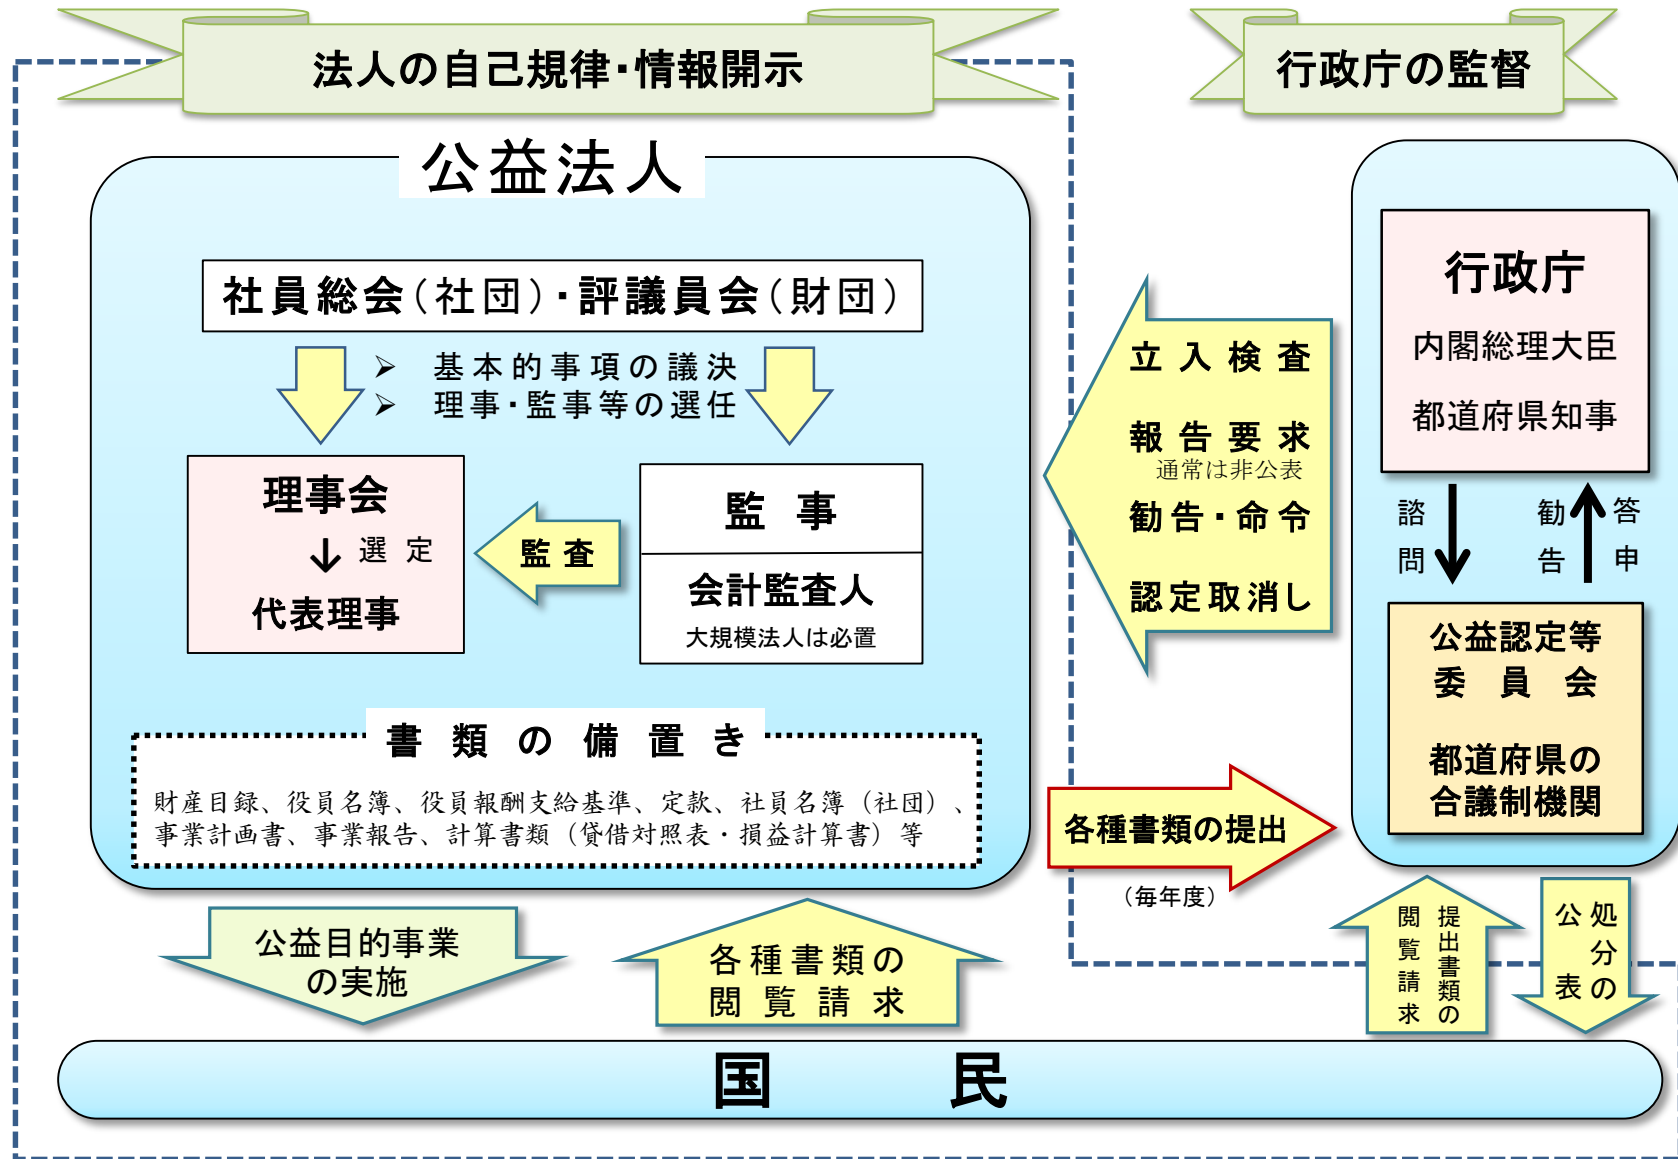 法人の自己規律・情報開示
行政庁の監督
公益法人
社員総会（社団）・評議員会（財団）
➢ 基本的事項の議決
➢ 理事・監事等の選任
理事会
↓ 選定
代表理事
監査
監事
会計監査人
大規模法人は必置
書類の備置き
財産目録、役員名簿、役員報酬支給基準、定款、社員名簿（社団）、
事業計画書、事業報告、計算書類（貸借対照表・損益計算書）等
立入検査
報告要求
通常は非公表
勧告・命令
認定取消し
各種書類の提出
（毎年度）
行政庁
内閣総理大臣
都道府県知事
諮問
勧告
答申
公益認定等
委員会
都道府県の
合議制機関
公益目的事業
の実施
各種書類の
閲覧請求
提出書類の
閲覧請求
処分の
公表
国民